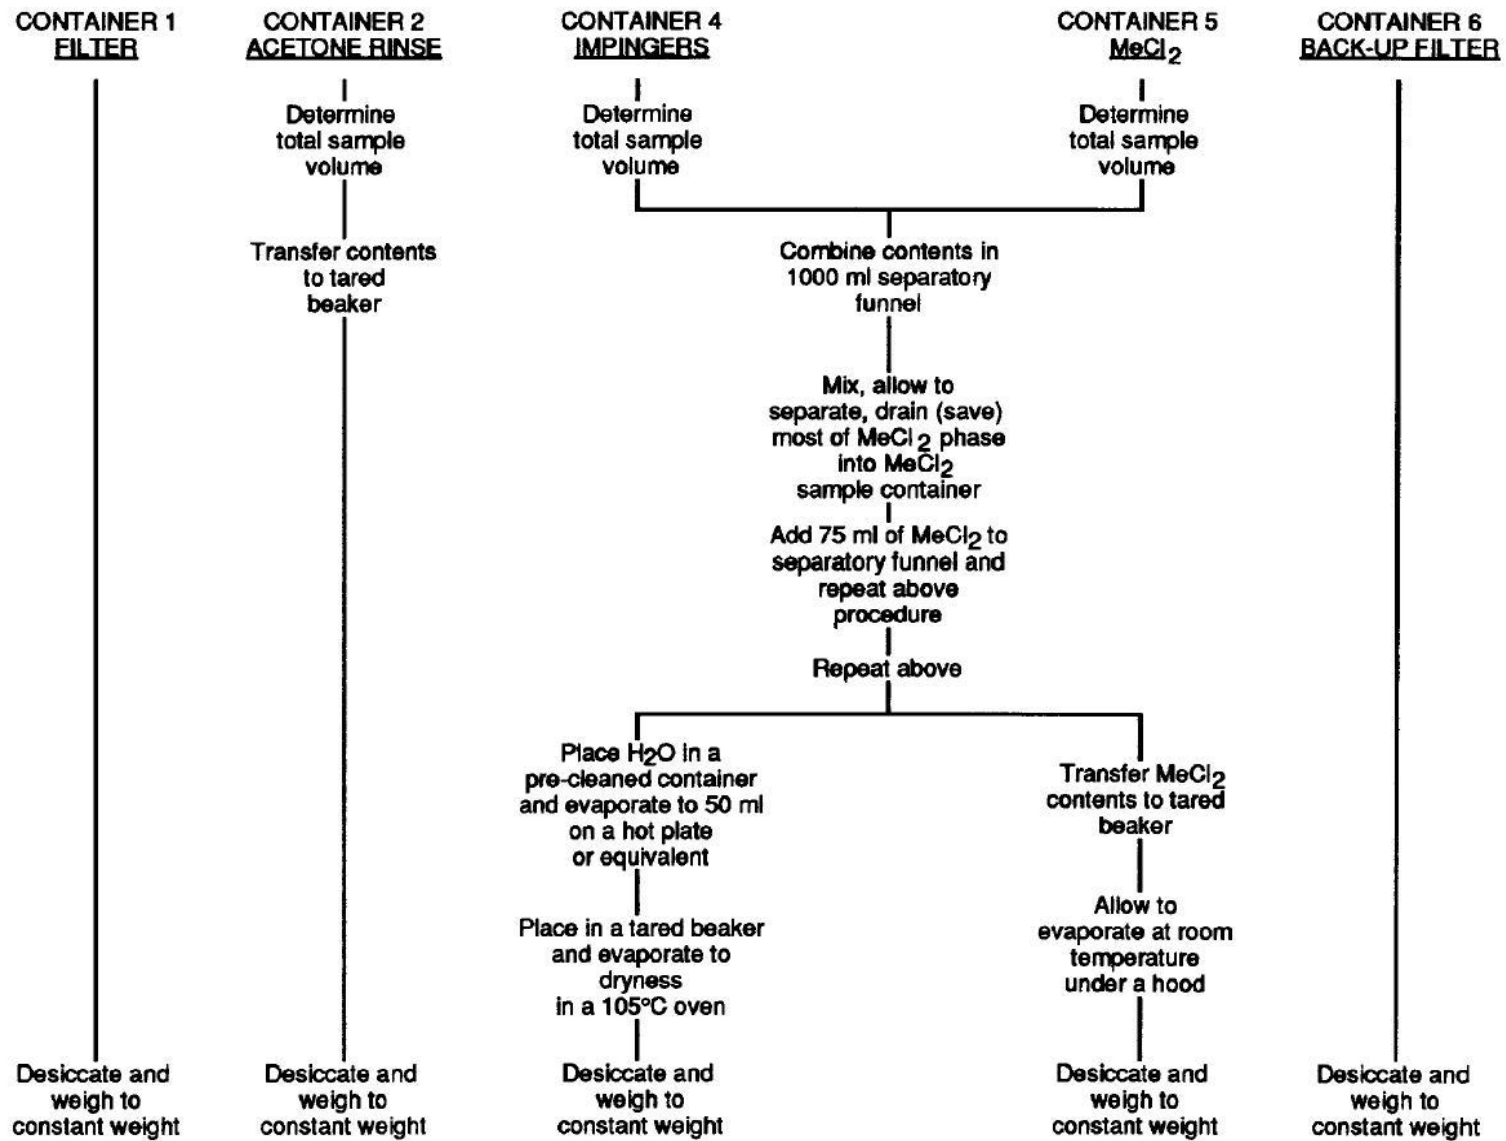 CONTAINER 1
FILTER
CONTAINER 2
ACETONE RINSE
CONTAINER 4
IMPINGERS
CONTAINER 5
MeCl2
CONTAINER 6
BACK-UP FILTER
Determine
total sample
volume
Determine
total sample
volume
Determine
total sample
volume
Transfer contents
to tared
beaker
Combine contents in
1000 ml separatory
funnel
Mix, allow to
separate, drain (save)
most of MeCl2 phase
into MeCl2
sample container
Add 75 ml of MeCl2 to
separatory funnel and
repeat above
procedure
Repeat above
Place H2O in a
pre-cleaned container
and evaporate to 50 ml
on a hot plate
or equivalent
Transfer MeCl2
contents to tared
beaker
Place in a tared beaker
and evaporate to
dryness
in a 105°C oven
Allow to
evaporate at room
temperature
under a hood
Desiccate and
weigh to
constant weight
Desiccate and
weigh to
constant weight
Desiccate and
weigh to
constant weight
Desiccate and
weigh to
constant weight
Desiccate and
weigh to
constant weight